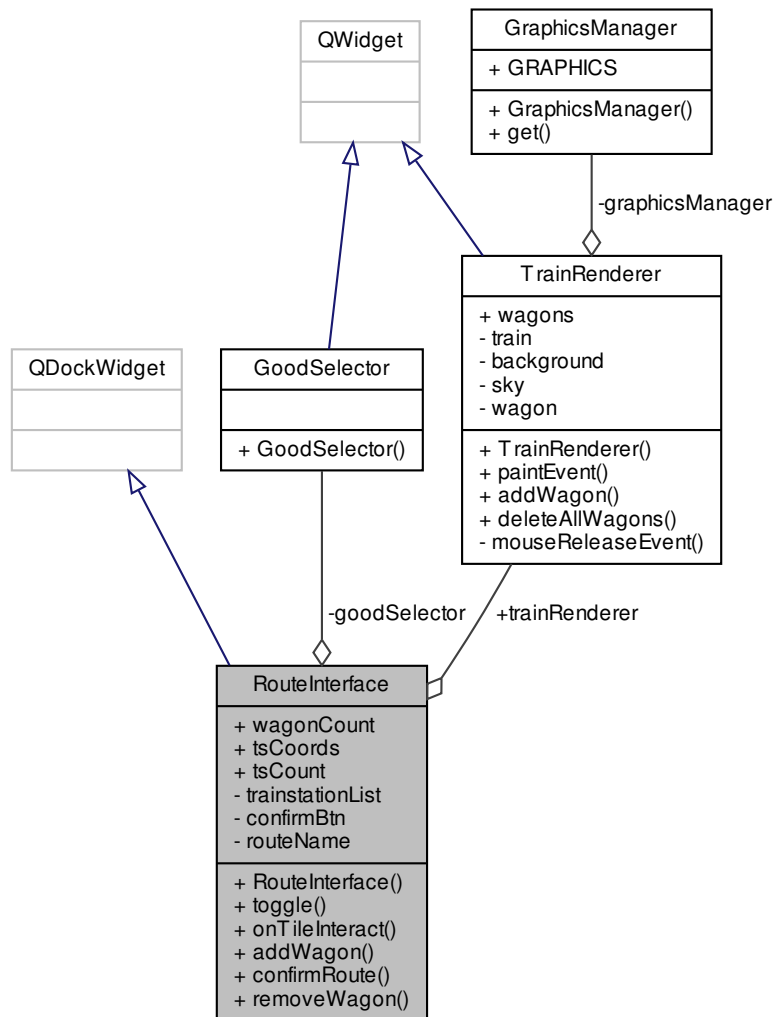 QWidget
GraphicsManager
+ GRAPHICS
+ GraphicsManager()
+ get()
-graphicsManager
TrainRenderer
+ wagons
- train
- background
- sky
- wagon
+ TrainRenderer()
+ paintEvent()
+ addWagon()
+ deleteAllWagons()
- mouseReleaseEvent()
QDockWidget
GoodSelector
+ GoodSelector()
-goodSelector
+trainRenderer
RouteInterface
+ wagonCount
+ tsCoords
+ tsCount
- trainstationList
- confirmBtn
- routeName
+ RouteInterface()
+ toggle()
+ onTileInteract()
+ addWagon()
+ confirmRoute()
+ removeWagon()